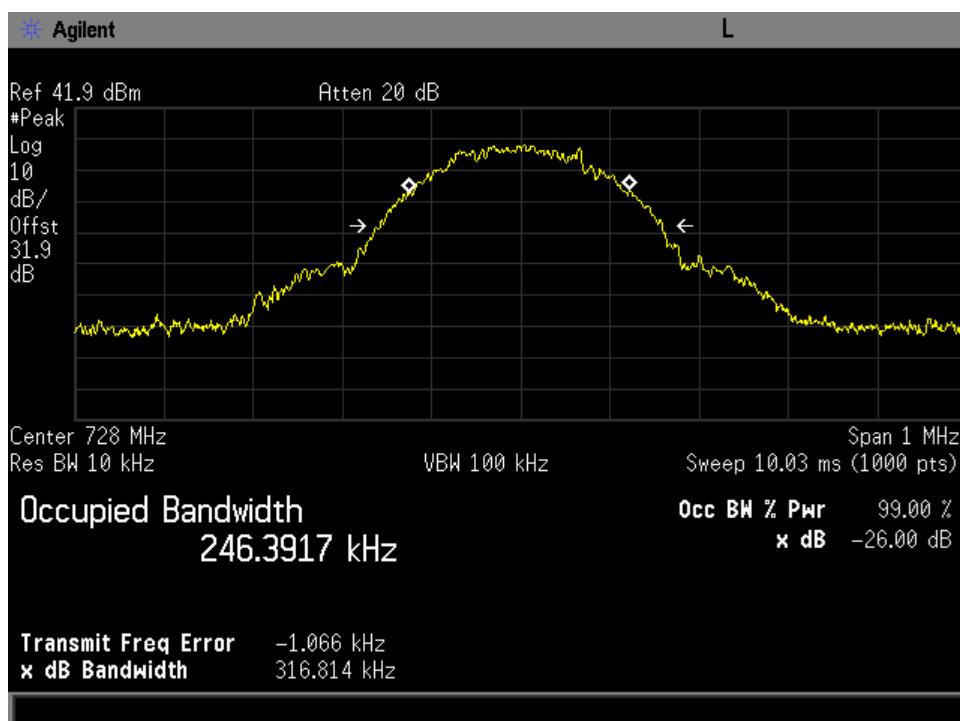 Agilent
L
Ref 41.9 dBm Atten 20 dB
#Peak
Log
10
dB/
Offst
31.9
dB
Center 728 MHz Span 1 MHz
Res BW 10 kHz VBW 100 kHz Sweep 10.03 ms (1000 pts)
Occupied Bandwidth Occ BW % Pwr 99.00 %
246.3917 kHz x dB -26.00 dB
Transmit Freq Error -1.066 kHz
x dB Bandwidth 316.814 kHz